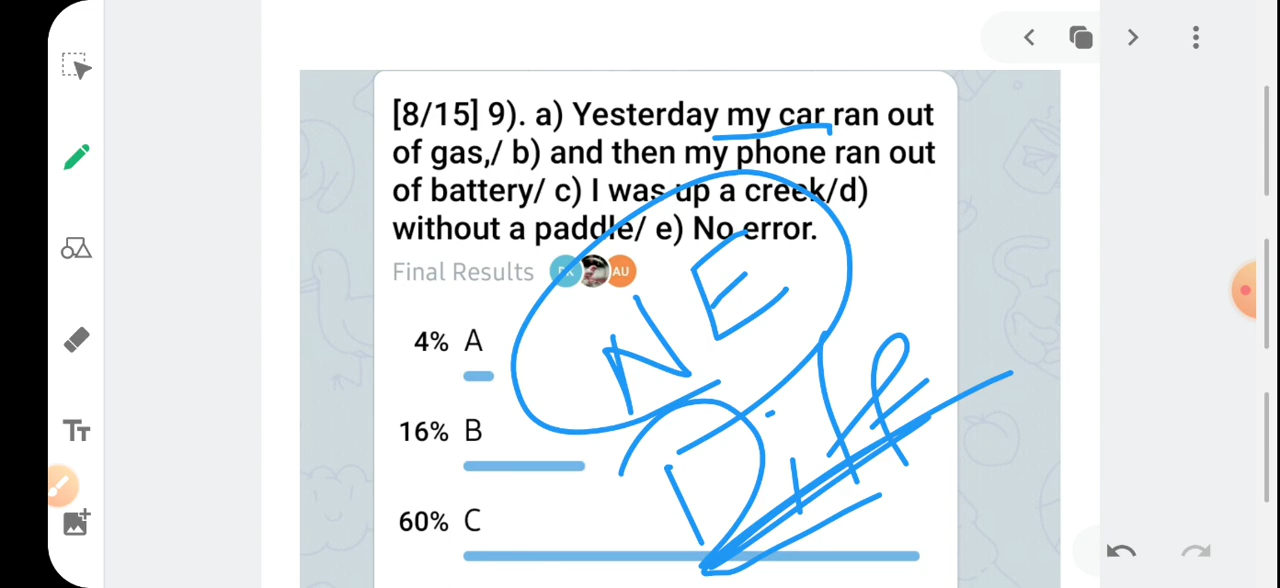 [8/15] 9). a) Yesterday my car ran out
of gas,/ b) and then my phone ran out
of battery/ c) I was up a creek/d)
without a paddle/ e) No error.
Final Results AU
4% A
16% B
60% C
N E
Diff
Tт